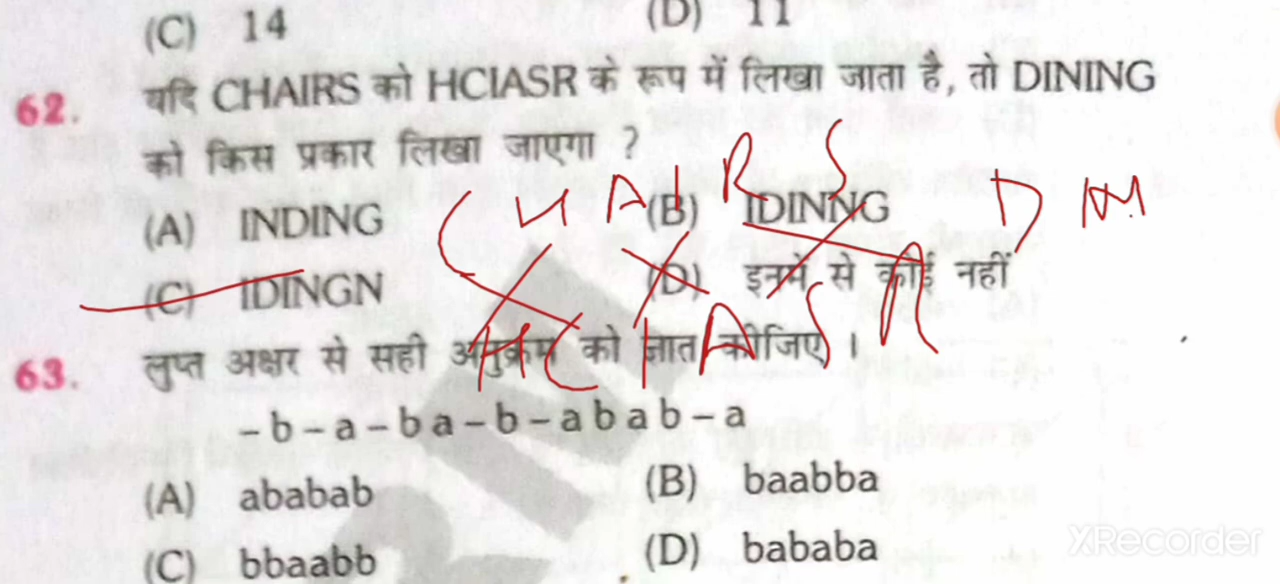 (C) 14 (D) 11
62. यदि CHAIRS को HCIASR के रूप में लिखा जाता है, तो DINING
को किस प्रकार लिखा जाएगा ?
(A) INDING (B) IDINNG
(C) IDINGN (D) इनमें से कोई नहीं
C H A I R S D
H C I A S R
63. लुप्त अक्षर से सही अनुक्रम को ज्ञात कीजिए ।
– b – a – b a – b – a b a b – a
(A) ababab (B) baabba
(C) bbaabb (D) bababa
XRecorder